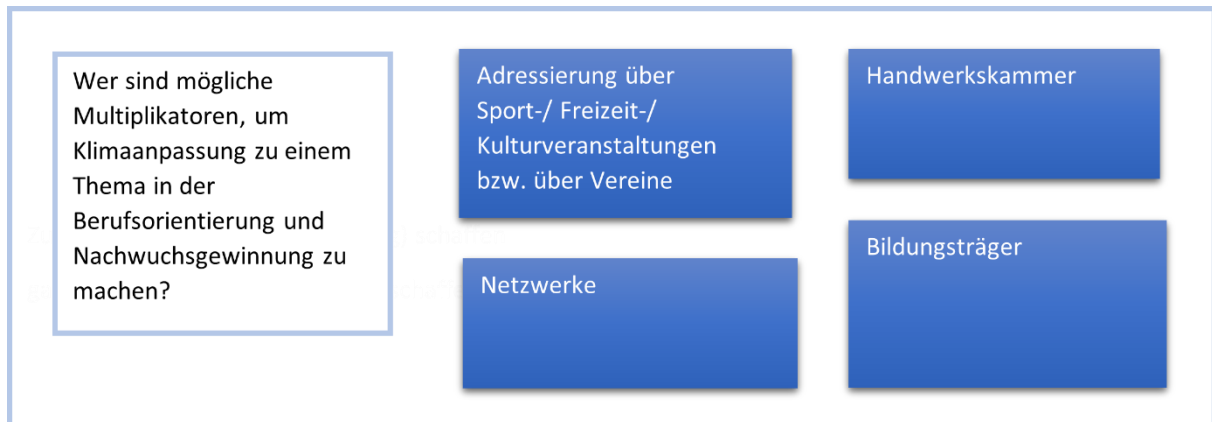 Wer sind mögliche
Multiplikatoren, um
Klimaanpassung zu einem
Thema in der
Berufsorientierung und
Nachwuchsgewinnung zu
machen?
Adressierung über
Sport-/ Freizeit-/
Kulturveranstaltungen
bzw. über Vereine
Handwerkskammer
Netzwerke
Bildungsträger